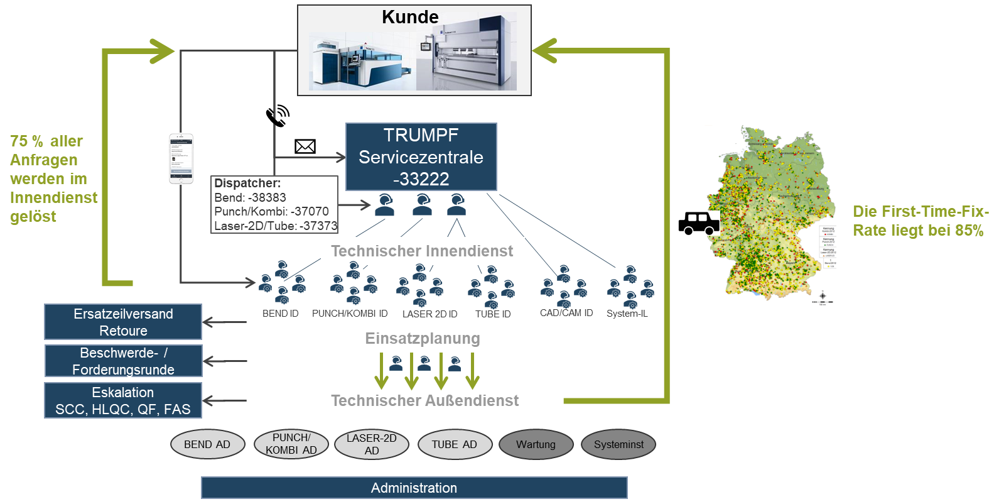 Kunde
75 % aller
Anfragen
werden im
Innendienst
gelöst
TRUMPF
Servicezentrale
-33222
Dispatcher:
Bend: -38383
Punch/Kombi: -37070
Laser-2D/Tube: -37373
Technischer Innendienst
BEND ID
PUNCH/KOMBI ID
LASER 2D ID
TUBE ID
CAD/CAM ID
System-IL
Ersatzeilversand
Retoure
Beschwerde- /
Forderungsrunde
Eskalation
SCC, HLQC, QF, FAS
Einsatzplanung
Technischer Außendienst
BEND AD
PUNCH/
KOMBI AD
LASER-2D
AD
TUBE AD
Wartung
Systeminst
Administration
Die First-Time-Fix-
Rate liegt bei 85%